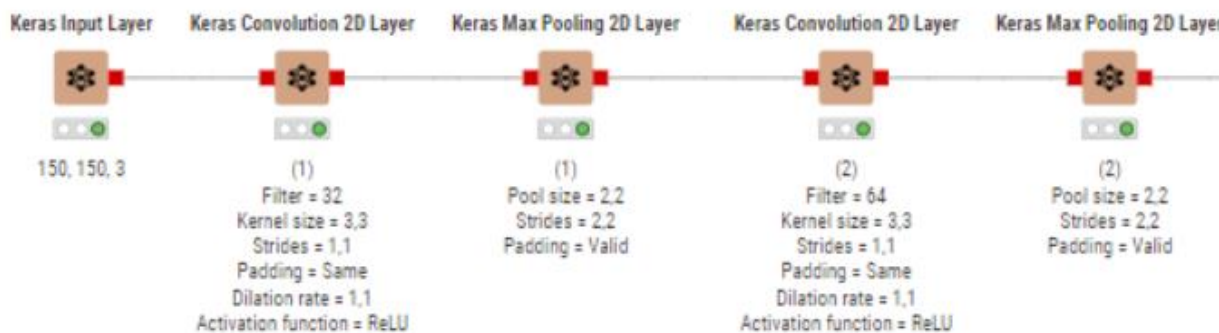 Keras Input Layer
Keras Convolution 2D Layer
Keras Max Pooling 2D Layer
Keras Convolution 2D Layer
Keras Max Pooling 2D Layer
150, 150, 3
(1)
Filter = 32
Kernel size = 3,3
Strides = 1,1
Padding = Same
Dilation rate = 1,1
Activation function = ReLU
(1)
Pool size = 2,2
Strides = 2,2
Padding = Valid
(2)
Filter = 64
Kernel size = 3,3
Strides = 1,1
Padding = Same
Dilation rate = 1,1
Activation function = ReLU
(2)
Pool size = 2,2
Strides = 2,2
Padding = Valid